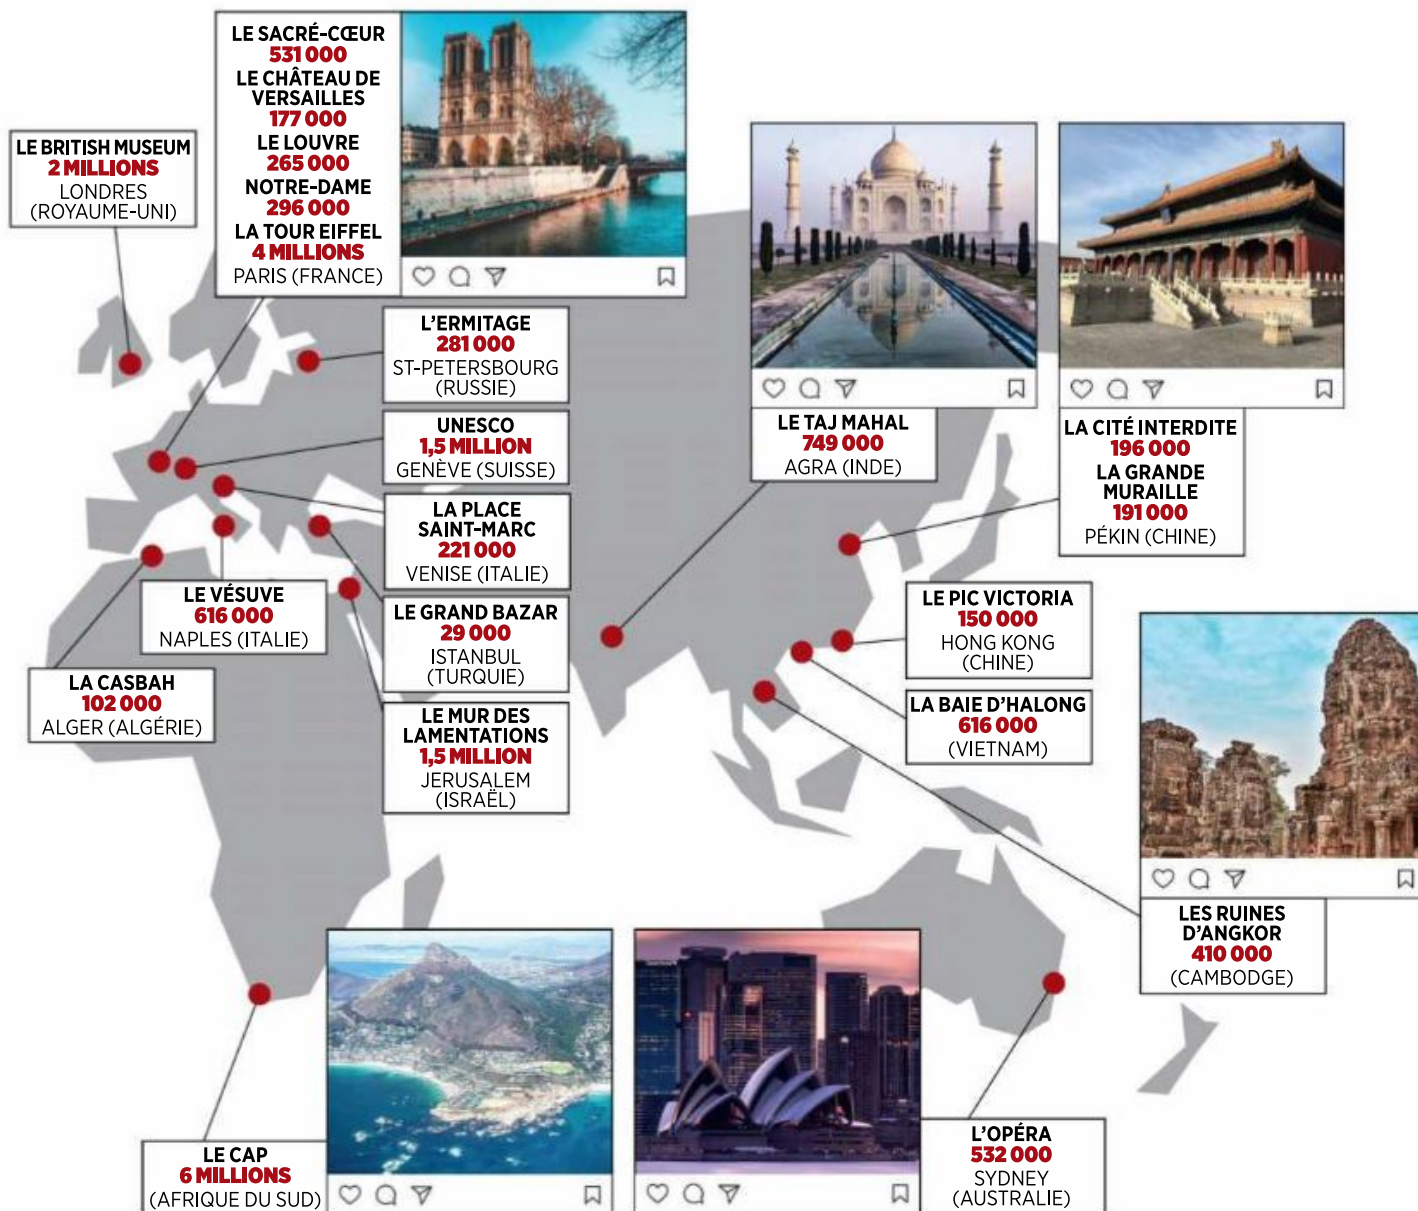 LE SACRÉ-CŒUR
531 000
LE CHÂTEAU DE
VERSAILLES
177 000
LE LOUVRE
265 000
NOTRE-DAME
296 000
LA TOUR EIFFEL
4 MILLIONS
PARIS (FRANCE)
LE BRITISH MUSEUM
2 MILLIONS
LONDRES
(ROYAUME-UNI)
L'ERMITAGE
281 000
ST-PETERSBOURG
(RUSSIE)
UNESCO
1,5 MILLION
GENÈVE (SUISSE)
LA PLACE
SAINT-MARC
221 000
VENISE (ITALIE)
LE VÉSUVE
616 000
NAPLES (ITALIE)
LE GRAND BAZAR
29 000
ISTANBUL
(TURQUIE)
LA CASBAH
102 000
ALGER (ALGÉRIE)
LE MUR DES
LAMENTATIONS
1,5 MILLION
JERUSALEM
(ISRAËL)
LE TAJ MAHAL
749 000
AGRA (INDE)
LA CITÉ INTERDITE
196 000
LA GRANDE
MURAILLE
191 000
PÉKIN (CHINE)
LE PIC VICTORIA
150 000
HONG KONG
(CHINE)
LA BAIE D'HALONG
616 000
(VIETNAM)
LES RUINES
D'ANGKOR
410 000
(CAMBODGE)
LE CAP
6 MILLIONS
(AFRIQUE DU SUD)
L'OPÉRA
532 000
SYDNEY
(AUSTRALIE)